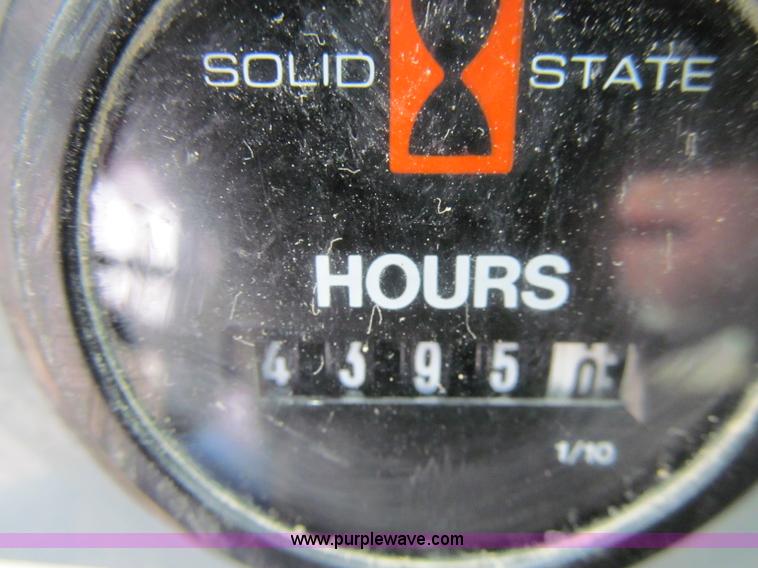 SOLID STATE
HOURS
4 3 9 5
1/10
www.purplewave.com